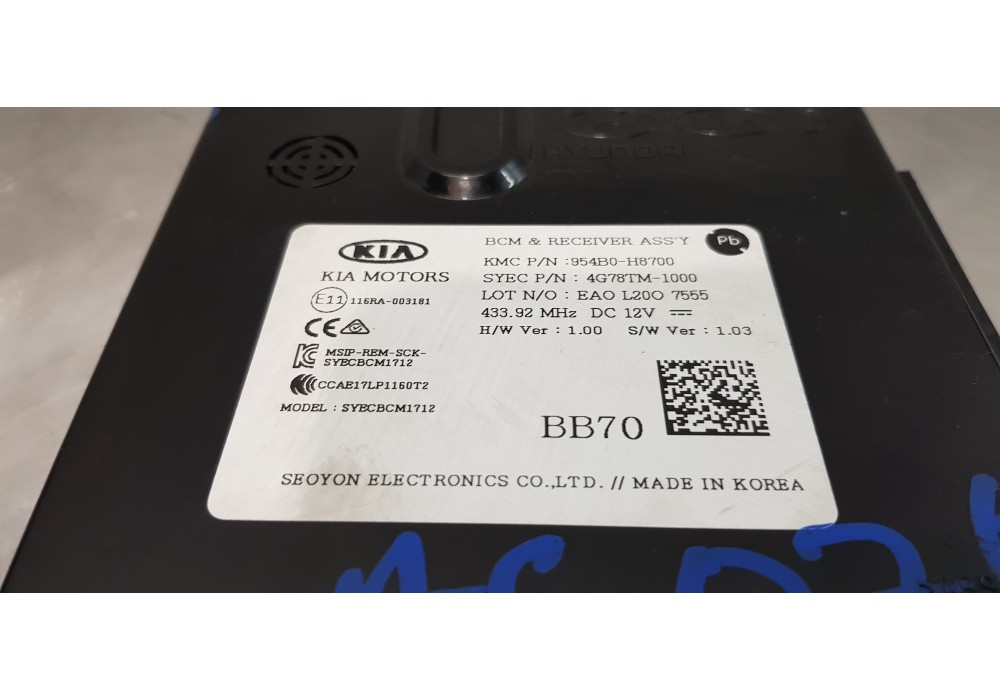 HYUNDAI
KIA
KIA MOTORS
E11 116RA-003181
CE
MSIP-REM-SCK-
SYECBCM1712
CCAE17LP1160T2
MODEL : SYECBCM1712
BCM & RECEIVER ASS'Y Pb
KMC P/N :954B0-H8700
SYEC P/N : 4G78TM-1000
LOT N/O : EAO L20O 7555
433.92 MHz DC 12V
H/W Ver : 1.00 S/W Ver : 1.03
BB70
SEOYON ELECTRONICS CO.,LTD. // MADE IN KOREA